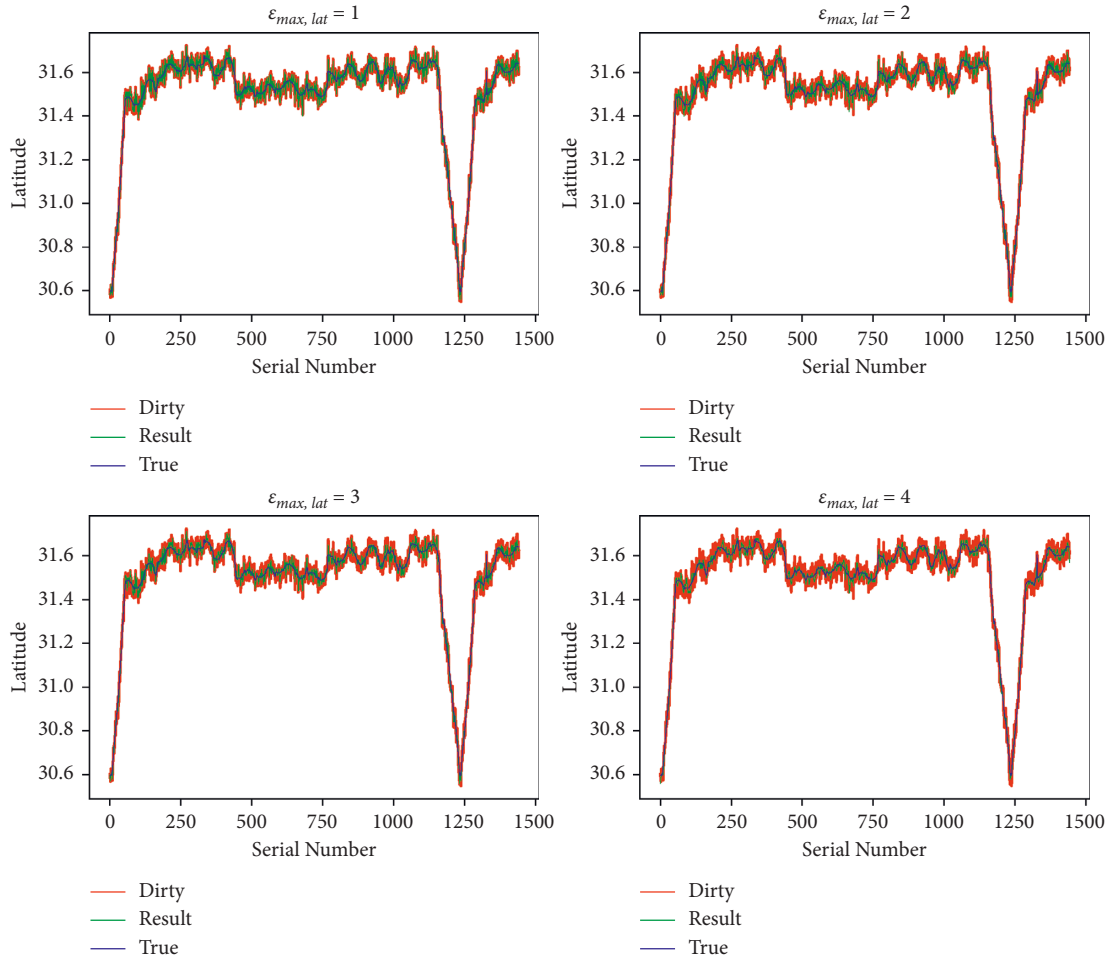 ε_max, lat = 1
31.6
31.4
31.2
31.0
30.8
30.6
Latitude
0 250 500 750 1000 1250 1500
Serial Number
Dirty
Result
True
ε_max, lat = 2
31.6
31.4
31.2
31.0
30.8
30.6
Latitude
0 250 500 750 1000 1250 1500
Serial Number
Dirty
Result
True
ε_max, lat = 3
31.6
31.4
31.2
31.0
30.8
30.6
Latitude
0 250 500 750 1000 1250 1500
Serial Number
Dirty
Result
True
ε_max, lat = 4
31.6
31.4
31.2
31.0
30.8
30.6
Latitude
0 250 500 750 1000 1250 1500
Serial Number
Dirty
Result
True